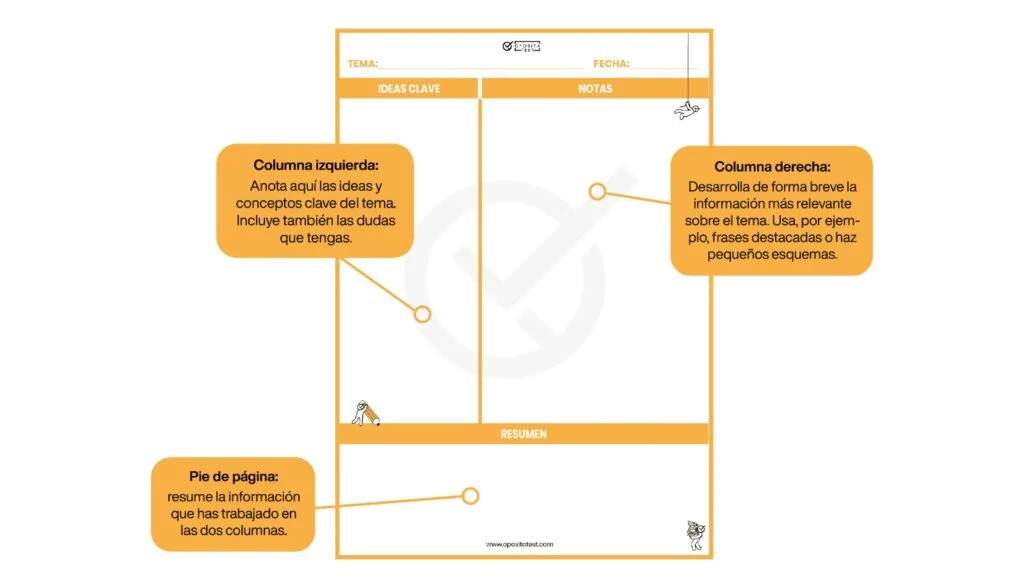 OPOSITA
TEST
TEMA:
FECHA:
IDEAS CLAVE
NOTAS
Columna izquierda:
Anota aquí las ideas y
conceptos clave del tema.
Incluye también las dudas
que tengas.
Columna derecha:
Desarrolla de forma breve la
información más relevante
sobre el tema. Usa, por ejem-
plo, frases destacadas o haz
pequeños esquemas.
RESUMEN
Pie de página:
resume la información
que has trabajado en
las dos columnas.
www.opositatest.com